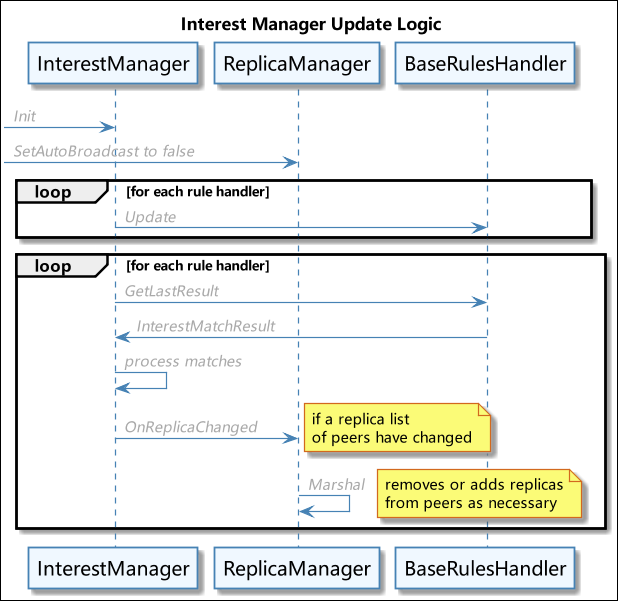 Interest Manager Update Logic
InterestManager ReplicaManager BaseRulesHandler
Init
SetAutoBroadcast to false
loop [for each rule handler]
Update
loop [for each rule handler]
GetLastResult
InterestMatchResult
process matches
OnReplicaChanged
if a replica list
of peers have changed
Marshal
removes or adds replicas
from peers as necessary
InterestManager ReplicaManager BaseRulesHandler